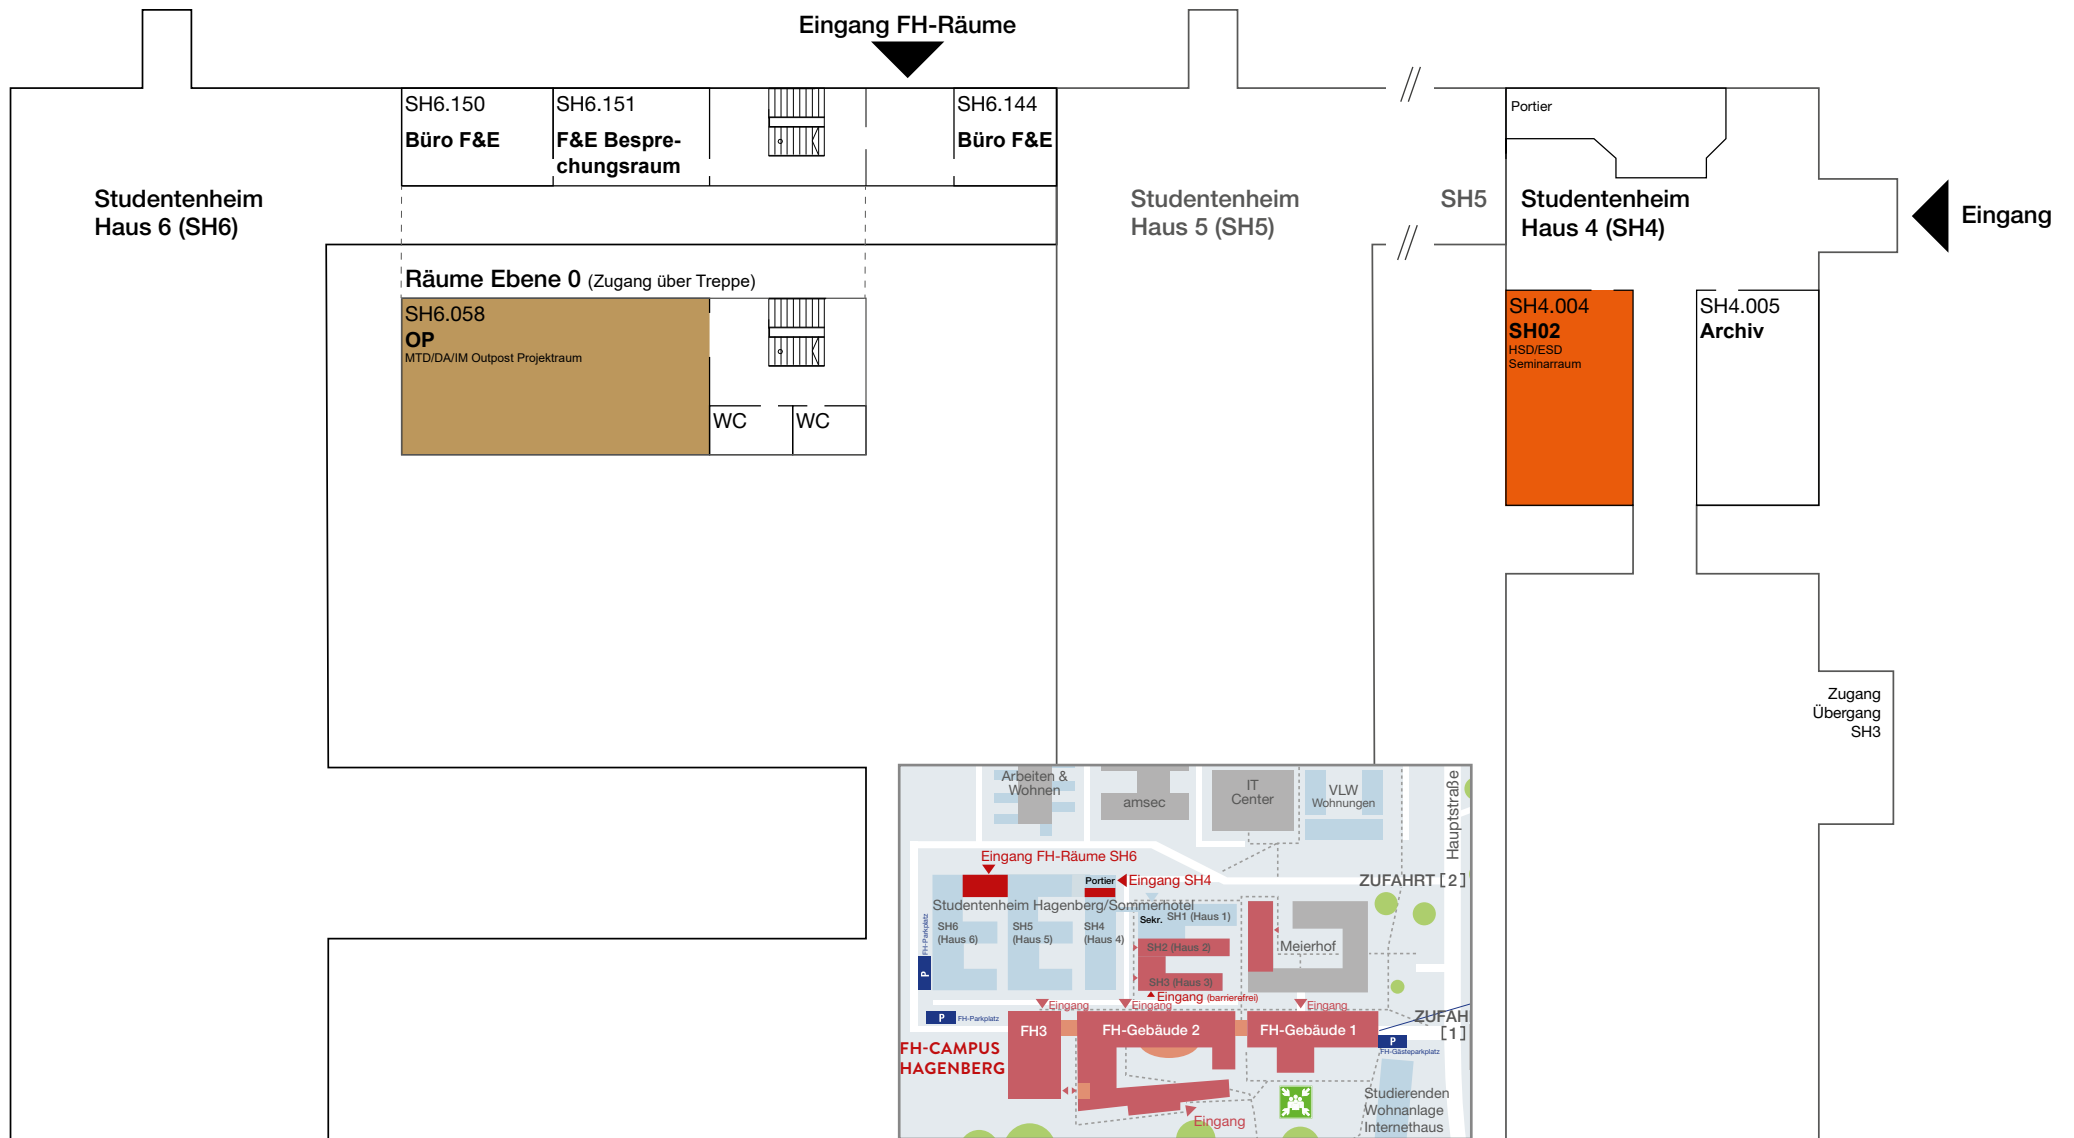 Eingang FH-Räume
SH6.150
Büro F&E
SH6.151
F&E Bespre-
chungsraum
SH6.144
Büro F&E
Portier
Studentenheim
Haus 6 (SH6)
Studentenheim
Haus 5 (SH5)
SH5
Studentenheim
Haus 4 (SH4)
Eingang
Räume Ebene 0 (Zugang über Treppe)
SH6.058
OP
MTD/DA/IM Outpost Projektraum
WC
WC
SH4.004
SH02
HSD/ESD
Seminarraum
SH4.005
Archiv
Zugang
Übergang
SH3
Arbeiten &
Wohnen
amsec
IT
Center
VLW
Wohnungen
Hauptstraße
Eingang FH-Räume SH6
Portier
Eingang SH4
ZUFAHRT [2]
Studentenheim Hagenberg/Sommerhotel
FH-Parkplatz
P
SH6
(Haus 6)
SH5
(Haus 5)
SH4
(Haus 4)
Sekr.
SH1 (Haus 1)
SH2 (Haus 2)
SH3 (Haus 3)
Meierhof
Eingang (barrierefrei)
Eingang
Eingang
Eingang
P
FH-Parkplatz
FH3
FH-Gebäude 2
FH-Gebäude 1
ZUFAH
[1]
P
FH-Gästeparkplatz
FH-CAMPUS
HAGENBERG
Eingang
Studierenden
Wohnanlage
Internethaus